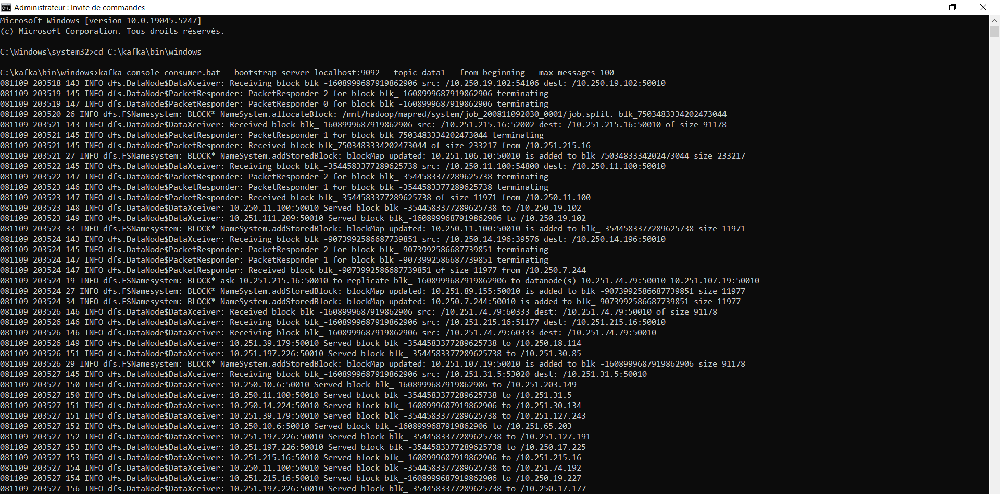 Administrateur : Invite de commandes
Microsoft Windows [version 10.0.19045.5247]
(c) Microsoft Corporation. Tous droits réservés.
C:\Windows\system32>cd C:\kafka\bin\windows
C:\kafka\bin\windows>kafka-console-consumer.bat --bootstrap-server localhost:9092 --topic data1 --from-beginning --max-messages 100
081109 203518 143 INFO dfs.DataNode$DataXceiver: Receiving block blk_-1608999687919862906 src: /10.250.19.102:54106 dest: /10.250.19.102:50010
081109 203519 145 INFO dfs.DataNode$PacketResponder: PacketResponder 2 for block blk_-1608999687919862906 terminating
081109 203519 147 INFO dfs.DataNode$PacketResponder: PacketResponder 0 for block blk_-1608999687919862906 terminating
081109 203520 26 INFO dfs.FSNamesystem: BLOCK* NameSystem.allocateBlock: /mnt/hadoop/mapred/system/job_200811092030_0001/job.split. blk_7503483334202473044
081109 203521 143 INFO dfs.DataNode$DataXceiver: Received block blk_-1608999687919862906 src: /10.251.215.16:52002 dest: /10.251.215.16:50010 of size 91178
081109 203521 145 INFO dfs.DataNode$PacketResponder: PacketResponder 1 for block blk_7503483334202473044 terminating
081109 203521 145 INFO dfs.DataNode$PacketResponder: Received block blk_7503483334202473044 of size 233217 from /10.251.215.16
081109 203521 27 INFO dfs.FSNamesystem: BLOCK* NameSystem.addStoredBlock: blockMap updated: 10.251.106.10:50010 is added to blk_7503483334202473044 size 233217
081109 203522 145 INFO dfs.DataNode$DataXceiver: Receiving block blk_-3544583377289625738 src: /10.250.11.100:54800 dest: /10.250.11.100:50010
081109 203522 147 INFO dfs.DataNode$PacketResponder: PacketResponder 2 for block blk_-3544583377289625738 terminating
081109 203523 146 INFO dfs.DataNode$PacketResponder: PacketResponder 1 for block blk_-3544583377289625738 terminating
081109 203523 147 INFO dfs.DataNode$PacketResponder: Received block blk_-3544583377289625738 of size 11971 from /10.250.11.100
081109 203523 148 INFO dfs.DataNode$DataXceiver: 10.250.11.100:50010 Served block blk_-3544583377289625738 to /10.250.19.102
081109 203523 149 INFO dfs.DataNode$DataXceiver: 10.251.111.209:50010 Served block blk_-1608999687919862906 to /10.250.19.102
081109 203523 33 INFO dfs.FSNamesystem: BLOCK* NameSystem.addStoredBlock: blockMap updated: 10.250.11.100:50010 is added to blk_-3544583377289625738 size 11971
081109 203524 143 INFO dfs.DataNode$DataXceiver: Receiving block blk_-9073992586687739851 src: /10.250.14.196:39576 dest: /10.250.14.196:50010
081109 203524 145 INFO dfs.DataNode$PacketResponder: PacketResponder 2 for block blk_-9073992586687739851 terminating
081109 203524 147 INFO dfs.DataNode$PacketResponder: PacketResponder 1 for block blk_-9073992586687739851 terminating
081109 203524 147 INFO dfs.DataNode$PacketResponder: Received block blk_-9073992586687739851 of size 11977 from /10.250.7.244
081109 203524 19 INFO dfs.FSNamesystem: BLOCK* ask 10.251.215.16:50010 to replicate blk_-1608999687919862906 to datanode(s) 10.251.74.79:50010 10.251.107.19:50010
081109 203524 27 INFO dfs.FSNamesystem: BLOCK* NameSystem.addStoredBlock: blockMap updated: 10.251.89.155:50010 is added to blk_-9073992586687739851 size 11977
081109 203524 34 INFO dfs.FSNamesystem: BLOCK* NameSystem.addStoredBlock: blockMap updated: 10.250.7.244:50010 is added to blk_-9073992586687739851 size 11977
081109 203526 146 INFO dfs.DataNode$DataXceiver: Received block blk_-1608999687919862906 src: /10.251.74.79:60333 dest: /10.251.74.79:50010 of size 91178
081109 203526 146 INFO dfs.DataNode$DataXceiver: Receiving block blk_-1608999687919862906 src: /10.251.215.16:51177 dest: /10.251.215.16:50010
081109 203526 146 INFO dfs.DataNode$DataXceiver: Receiving block blk_-1608999687919862906 src: /10.251.74.79:60333 dest: /10.251.74.79:50010
081109 203526 149 INFO dfs.DataNode$DataXceiver: 10.251.39.179:50010 Served block blk_-3544583377289625738 to /10.250.18.114
081109 203526 151 INFO dfs.DataNode$DataXceiver: 10.251.197.226:50010 Served block blk_-3544583377289625738 to /10.251.30.85
081109 203526 29 INFO dfs.FSNamesystem: BLOCK* NameSystem.addStoredBlock: blockMap updated: 10.251.107.19:50010 is added to blk_-1608999687919862906 size 91178
081109 203527 145 INFO dfs.DataNode$DataXceiver: Receiving block blk_-1608999687919862906 src: /10.251.31.5:53020 dest: /10.251.31.5:50010
081109 203527 150 INFO dfs.DataNode$DataXceiver: 10.250.10.6:50010 Served block blk_-1608999687919862906 to /10.251.203.149
081109 203527 150 INFO dfs.DataNode$DataXceiver: 10.250.11.100:50010 Served block blk_-3544583377289625738 to /10.251.31.5
081109 203527 151 INFO dfs.DataNode$DataXceiver: 10.250.14.224:50010 Served block blk_-1608999687919862906 to /10.251.30.134
081109 203527 151 INFO dfs.DataNode$DataXceiver: 10.251.39.179:50010 Served block blk_-3544583377289625738 to /10.251.127.243
081109 203527 152 INFO dfs.DataNode$DataXceiver: 10.250.10.6:50010 Served block blk_-1608999687919862906 to /10.251.65.203
081109 203527 152 INFO dfs.DataNode$DataXceiver: 10.251.197.226:50010 Served block blk_-3544583377289625738 to /10.251.127.191
081109 203527 153 INFO dfs.DataNode$DataXceiver: 10.251.197.226:50010 Served block blk_-3544583377289625738 to /10.250.17.225
081109 203527 153 INFO dfs.DataNode$DataXceiver: 10.251.215.16:50010 Served block blk_-1608999687919862906 to /10.251.215.16
081109 203527 154 INFO dfs.DataNode$DataXceiver: 10.250.11.100:50010 Served block blk_-3544583377289625738 to /10.251.74.192
081109 203527 154 INFO dfs.DataNode$DataXceiver: 10.251.215.16:50010 Served block blk_-1608999687919862906 to /10.250.19.227
081109 203527 156 INFO dfs.DataNode$DataXceiver: 10.251.197.226:50010 Served block blk_-3544583377289625738 to /10.250.17.177